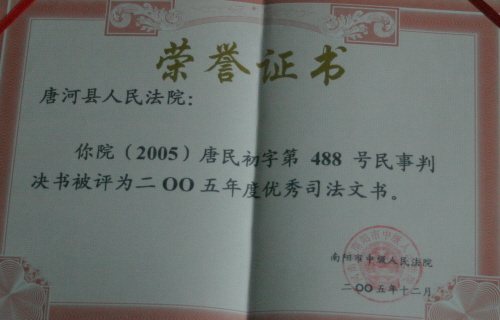 荣誉证书
唐河县人民法院：
你院（2005）唐民初字第 488 号民事判
决书被评为二OO五年度优秀司法文书。
南阳市中级人民法院
二OO五年十二月